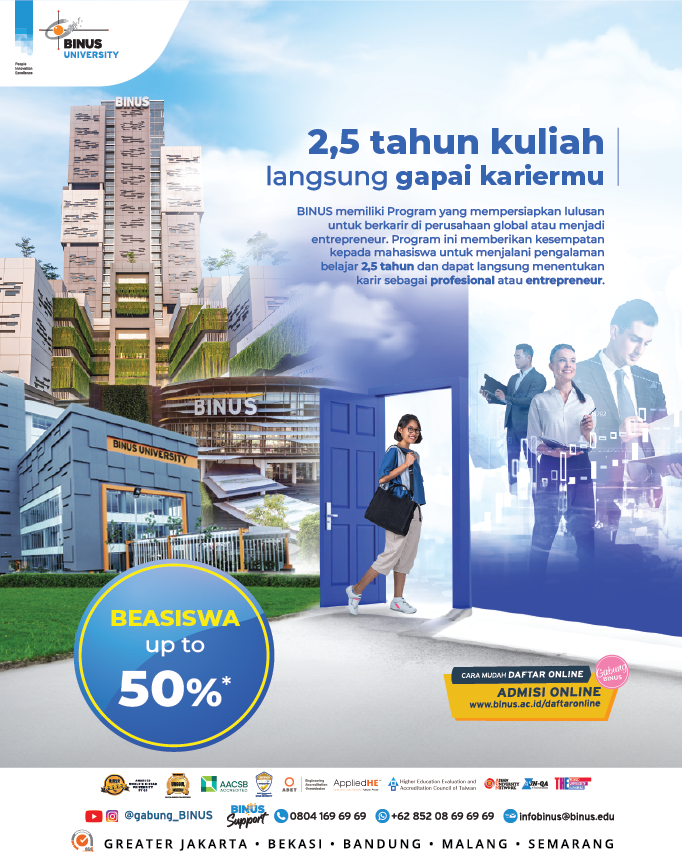 BINUS
UNIVERSITY
People
Innovation
Excellence
BINUS
2,5 tahun kuliah
langsung gapai kariermu
BINUS memiliki Program yang mempersiapkan lulusan
untuk berkarir di perusahaan global atau menjadi
entrepreneur. Program ini memberikan kesempatan
kepada mahasiswa untuk menjalani pengalaman
belajar 2,5 tahun dan dapat langsung menentukan
karir sebagai profesional atau entrepreneur.
BINUS
BINUS UNIVERSITY
BEASISWA
up to
50%*
CARA MUDAH DAFTAR ONLINE
Gabung
BINUS
ADMISI ONLINE
www.binus.ac.id/daftaronline
AACSB
ACCREDITED
ABET
Engineering
Accreditation
Commission
AppliedHE
Higher Education Evaluation and
Accreditation Council of Taiwan
@gabung_BINUS
BINUS
Support
0804 169 69 69
+62 852 08 69 69 69
infobinus@binus.edu
GREATER JAKARTA • BEKASI • BANDUNG • MALANG • SEMARANG